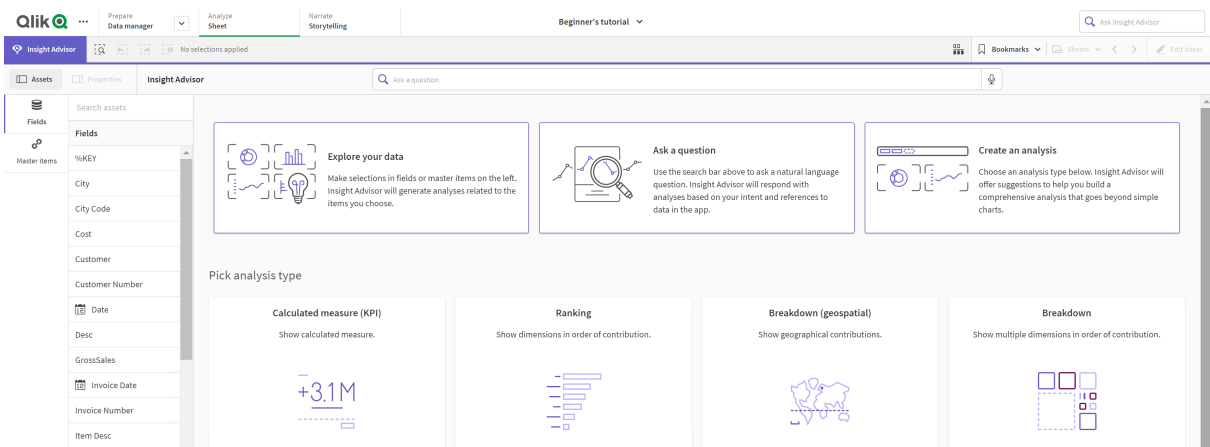 Qlik
Prepare
Data manager
Analyze
Sheet
Narrate
Storytelling
Beginner's tutorial
Ask Insight Advisor
Insight Advisor
No selections applied
Bookmarks
Sheets
Edit sheet
Assets
Properties
Insight Advisor
Ask a question
Fields
Master items
Search assets
Fields
%KEY
City
City Code
Cost
Customer
Customer Number
Date
Desc
GrossSales
Invoice Date
Invoice Number
Item Desc
Explore your data
Make selections in fields or master items on the left.
Insight Advisor will generate analyses related to the
items you choose.
Ask a question
Use the search bar above to ask a natural language
question. Insight Advisor will respond with
analyses based on your intent and references to
data in the app.
Create an analysis
Choose an analysis type below. Insight Advisor will
offer suggestions to help you build a
comprehensive analysis that goes beyond simple
charts.
Pick analysis type
Calculated measure (KPI)
Show calculated measure.
+3.1M
Ranking
Show dimensions in order of contribution.
Breakdown (geospatial)
Show geographical contributions.
Breakdown
Show multiple dimensions in order of contribution.